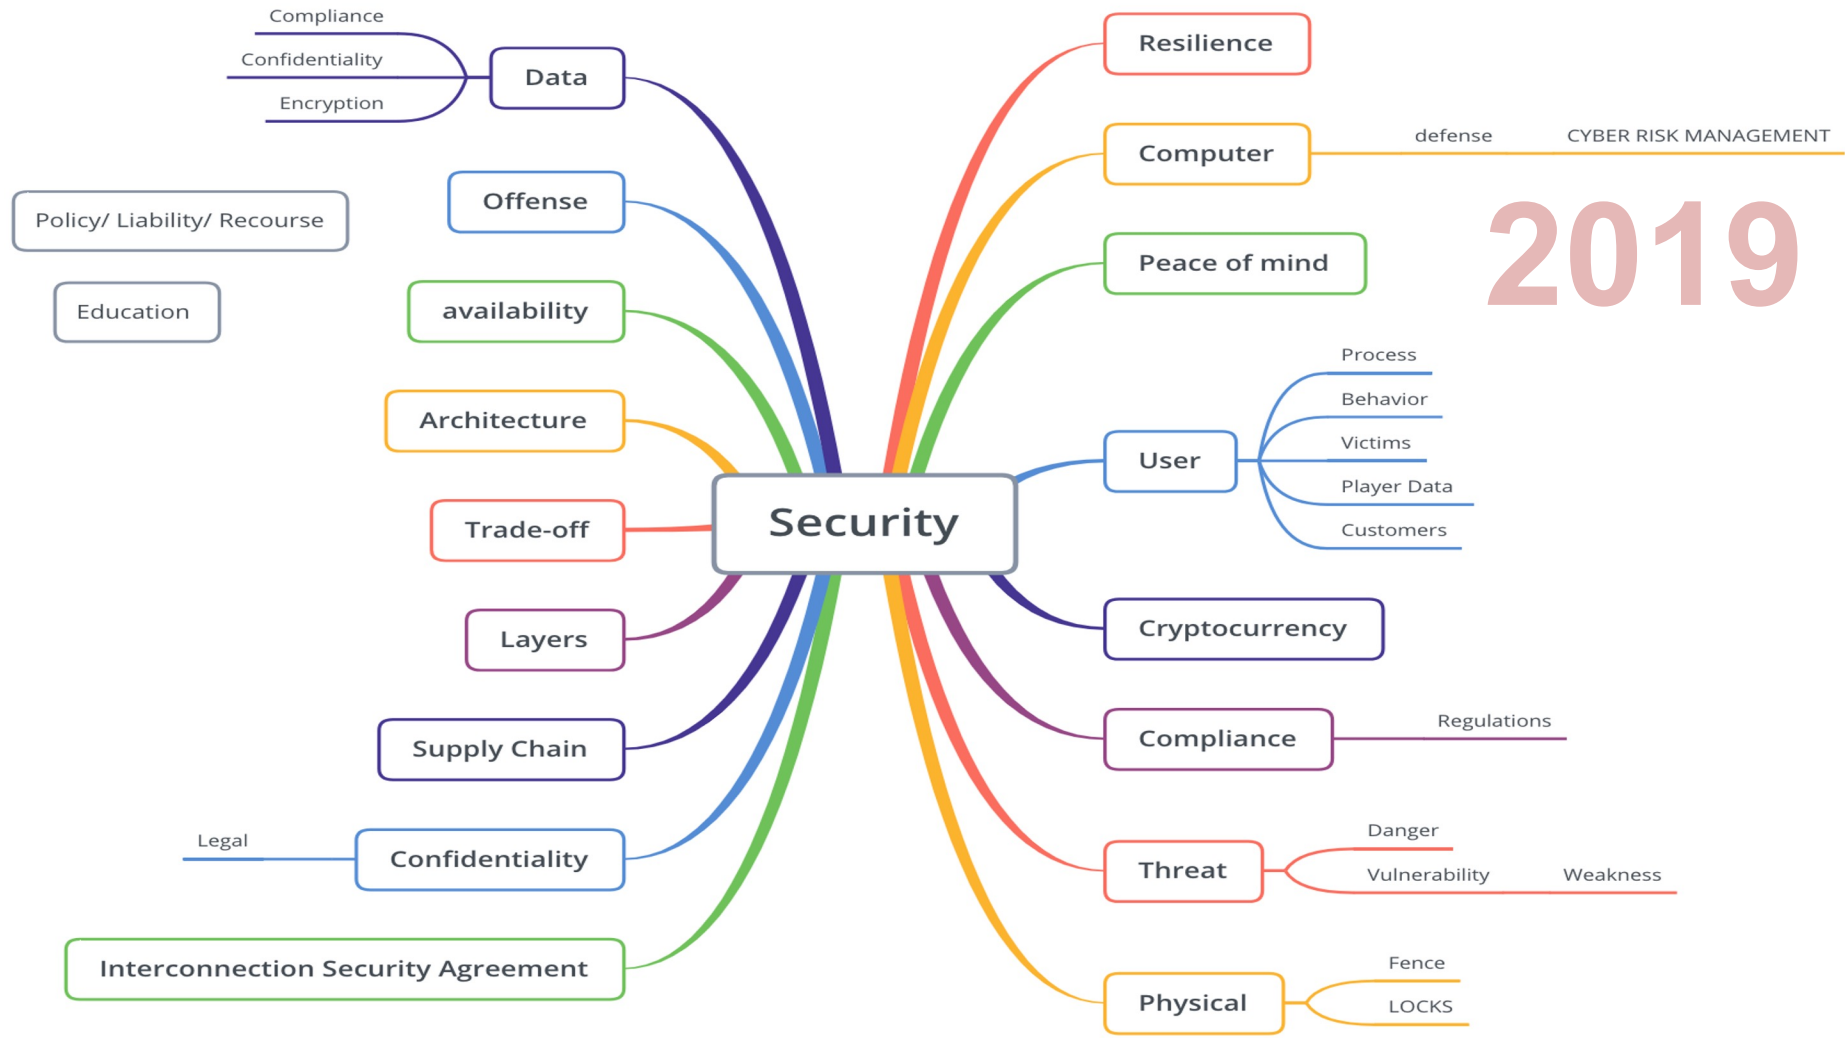 Compliance
Confidentiality
Encryption
Data
Offense
Policy/ Liability/ Recourse
Education
availability
Architecture
Trade-off
Layers
Supply Chain
Legal
Confidentiality
Interconnection Security Agreement
Security
Resilience
Computer
defense
CYBER RISK MANAGEMENT
2019
Peace of mind
User
Process
Behavior
Victims
Player Data
Customers
Cryptocurrency
Compliance
Regulations
Threat
Danger
Vulnerability
Weakness
Physical
Fence
LOCKS